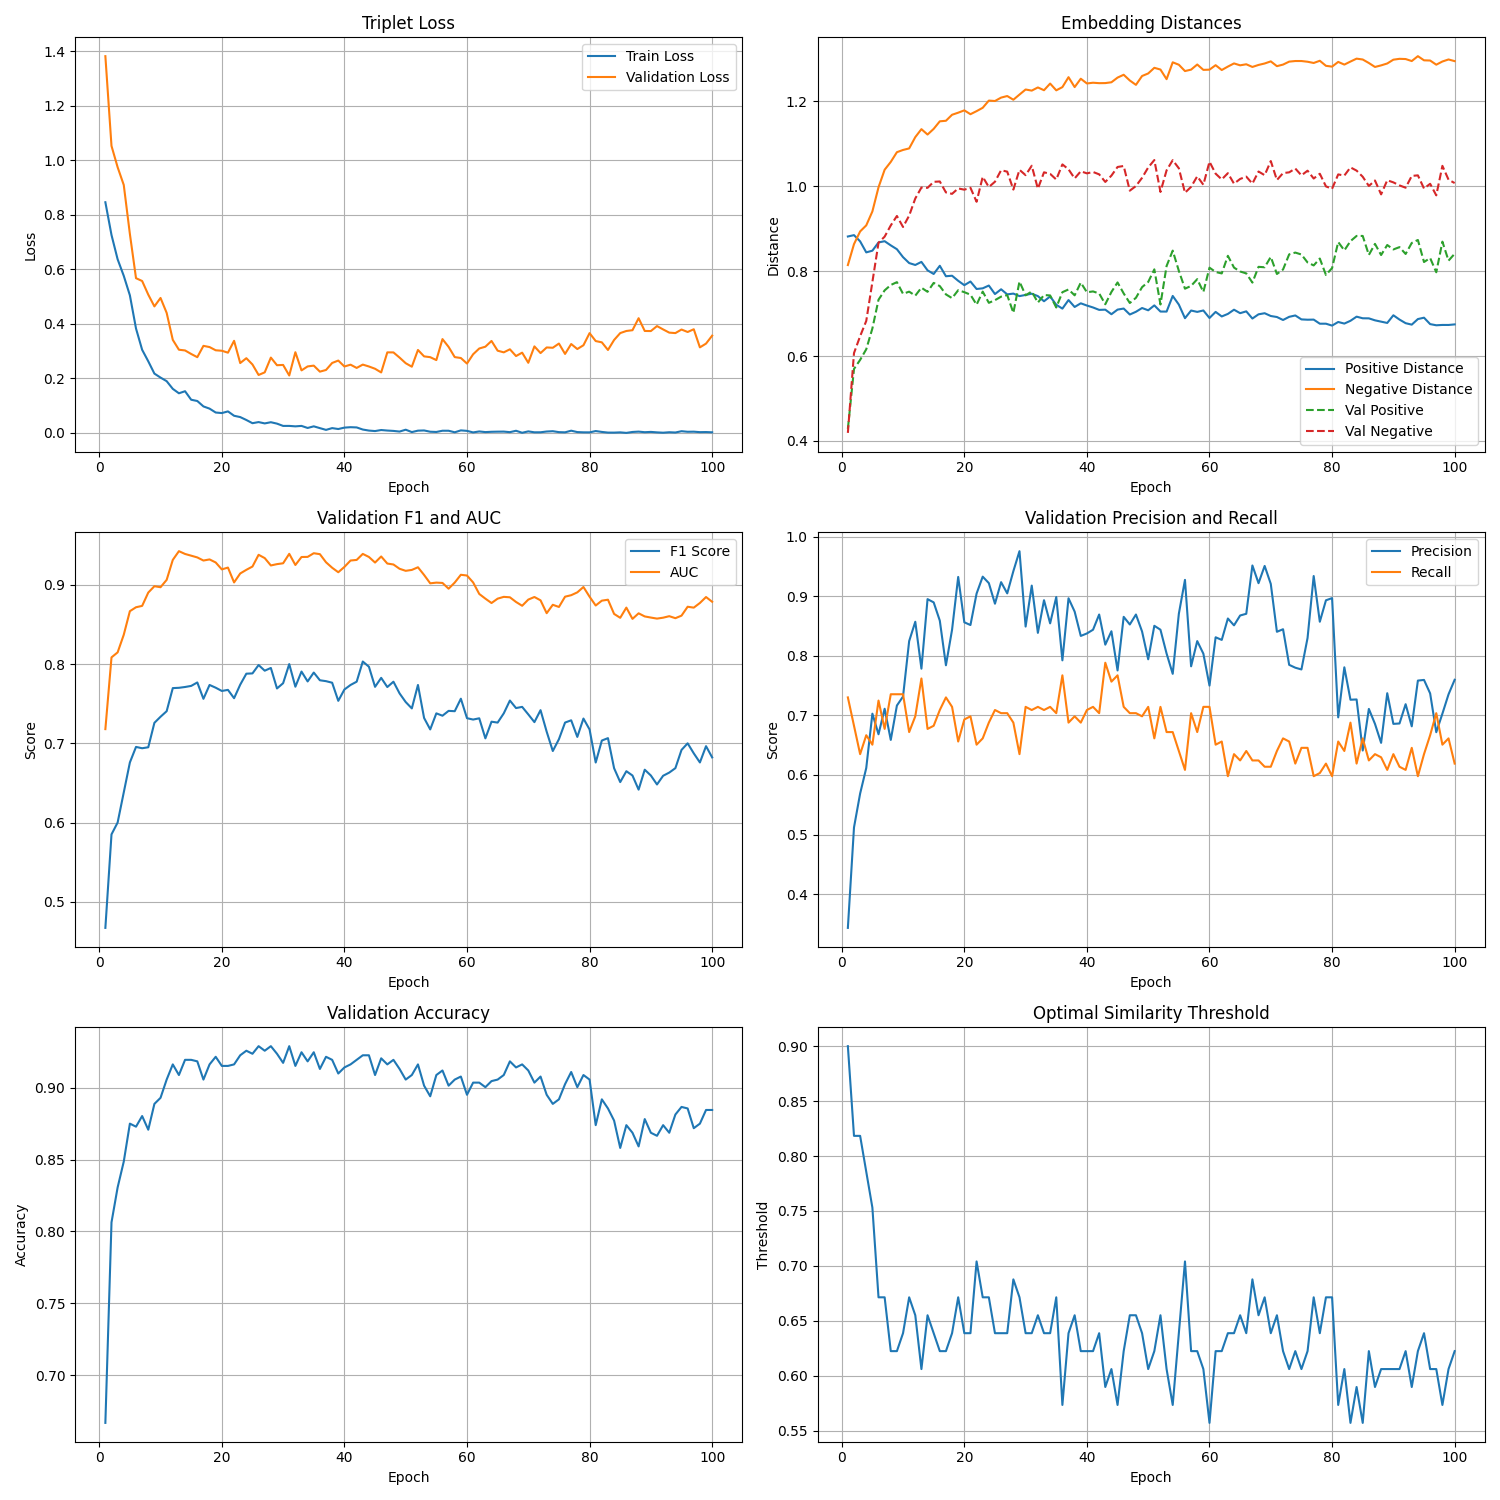 Triplet Loss
Train Loss
Validation Loss
1.4
1.2
1.0
0.8
0.6
0.4
0.2
0.0
Loss
0 20 40 60 80 100
Epoch
Embedding Distances
1.2
1.0
0.8
0.6
0.4
Distance
Positive Distance
Negative Distance
Val Positive
Val Negative
0 20 40 60 80 100
Epoch
Validation F1 and AUC
F1 Score
AUC
0.9
0.8
0.7
0.6
0.5
Score
0 20 40 60 80 100
Epoch
Validation Precision and Recall
Precision
Recall
1.0
0.9
0.8
0.7
0.6
0.5
0.4
Score
0 20 40 60 80 100
Epoch
Validation Accuracy
0.90
0.85
0.80
0.75
0.70
Accuracy
0 20 40 60 80 100
Epoch
Optimal Similarity Threshold
0.90
0.85
0.80
0.75
0.70
0.65
0.60
0.55
Threshold
0 20 40 60 80 100
Epoch